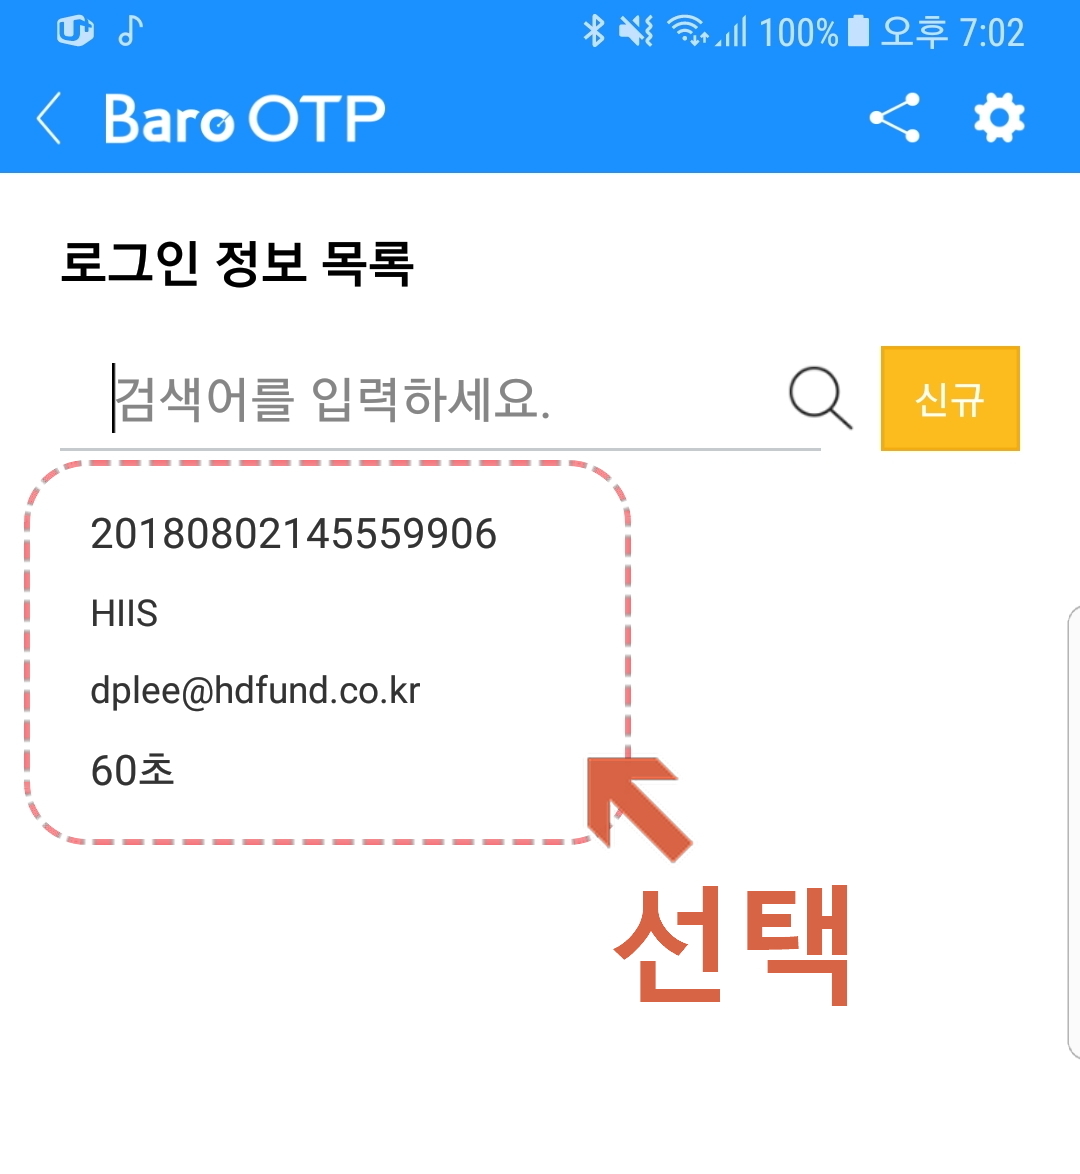 100% 오후 7:02
Baro OTP
로그인 정보 목록
검색어를 입력하세요.
신규
20180802145559906
HIIS
dplee@hdfund.co.kr
60초
선택